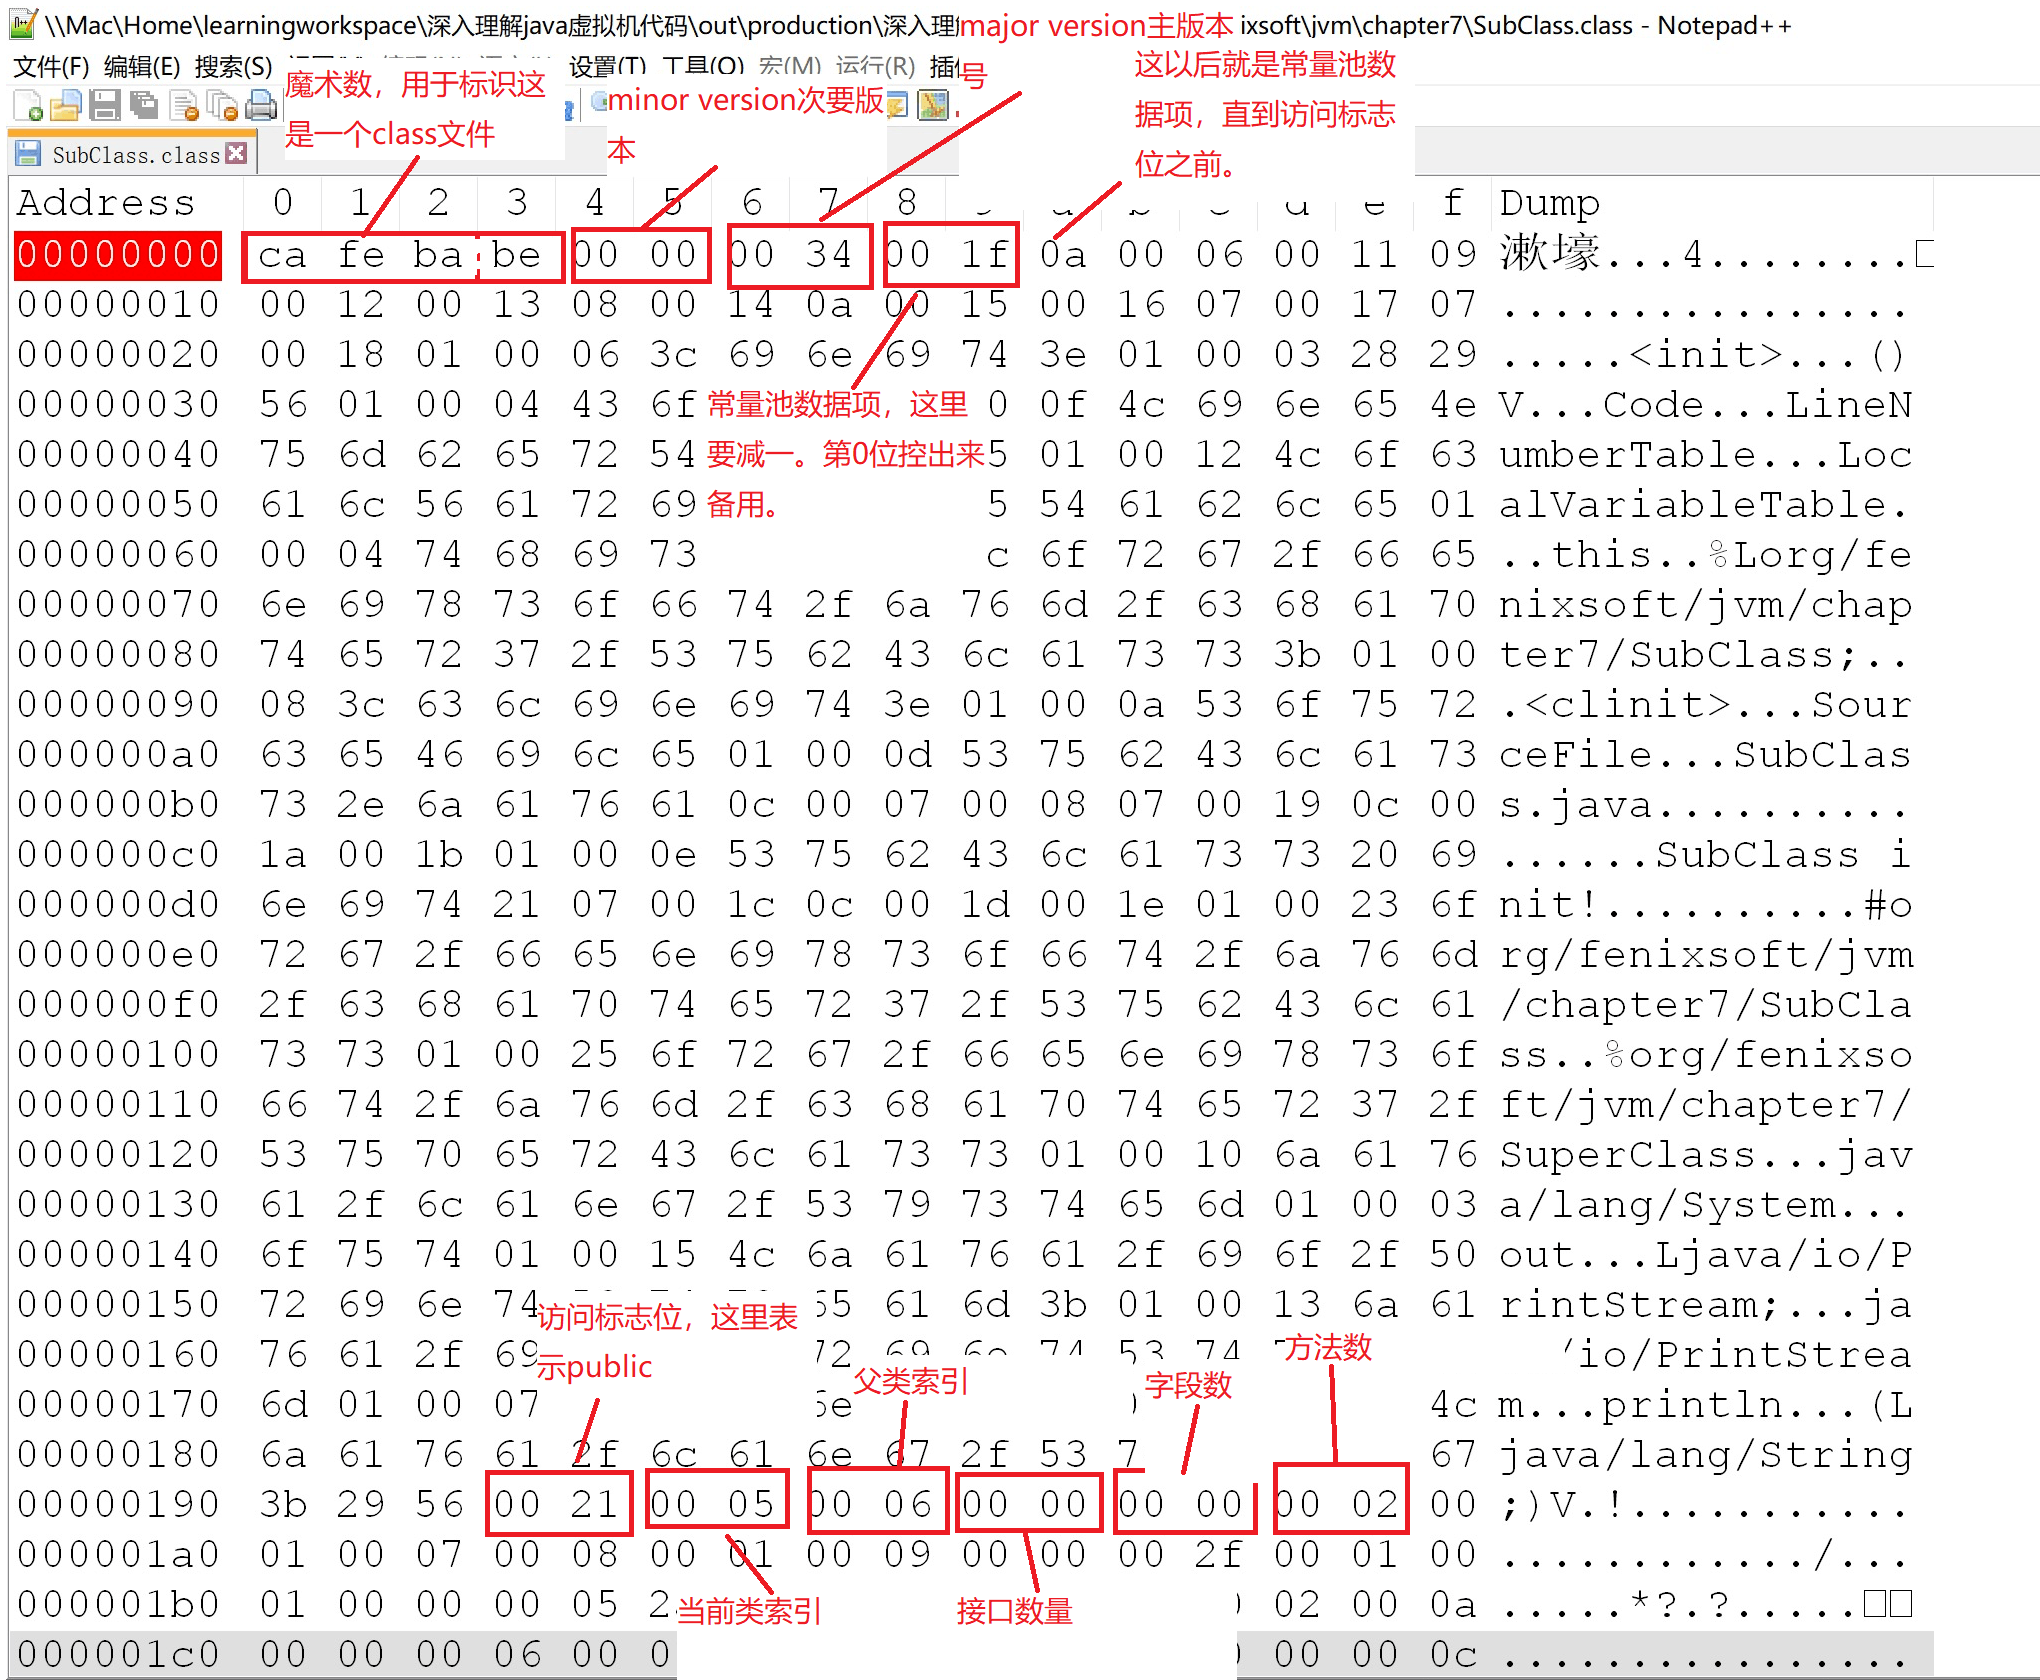 \\Mac\Home\learningworkspace\深入理解java虚拟机代码\out\production\深入理解 major version主版本 ixsoft\jvm\chapter7\SubClass.class - Notepad++
号
文件(F) 编辑(E) 搜索(S) 设置(T) 工具(O) 宏(M) 运行(R) 插件
魔术数，用于标识这
是一个class文件
minor version次要版
本
这以后就是常量池数
据项，直到访问标志
位之前。
SubClass.class
Address 0 1 2 3 4 5 6 7 8 9 a b c d e f Dump
00000000 ca fe ba be 00 00 00 34 00 1f 0a 00 06 00 11 09 漱壕...4........□
00000010 00 12 00 13 08 00 14 0a 00 15 00 16 07 00 17 07 ................
00000020 00 18 01 00 06 3c 69 6e 69 74 3e 01 00 03 28 29 .....<init>...()
00000030 56 01 00 04 43 6f 0 0f 4c 69 6e 65 4e V...Code...LineN
00000040 75 6d 62 65 72 54 5 01 00 12 4c 6f 63 umberTable...Loc
00000050 61 6c 56 61 72 69 5 54 61 62 6c 65 01 alVariableTable.
常量池数据项，这里
要减一。第0位控出来
备用。
00000060 00 04 74 68 69 73 c 6f 72 67 2f 66 65 ..this..%Lorg/fe
00000070 6e 69 78 73 6f 66 74 2f 6a 76 6d 2f 63 68 61 70 nixsoft/jvm/chap
00000080 74 65 72 37 2f 53 75 62 43 6c 61 73 73 3b 01 00 ter7/SubClass;..
00000090 08 3c 63 6c 69 6e 69 74 3e 01 00 0a 53 6f 75 72 .<clinit>...Sour
000000a0 63 65 46 69 6c 65 01 00 0d 53 75 62 43 6c 61 73 ceFile...SubClas
000000b0 73 2e 6a 61 76 61 0c 00 07 00 08 07 00 19 0c 00 s.java..........
000000c0 1a 00 1b 01 00 0e 53 75 62 43 6c 61 73 73 20 69 ......SubClass i
000000d0 6e 69 74 21 07 00 1c 0c 00 1d 00 1e 01 00 23 6f nit!..........#o
000000e0 72 67 2f 66 65 6e 69 78 73 6f 66 74 2f 6a 76 6d rg/fenixsoft/jvm
000000f0 2f 63 68 61 70 74 65 72 37 2f 53 75 62 43 6c 61 /chapter7/SubCla
00000100 73 73 01 00 25 6f 72 67 2f 66 65 6e 69 78 73 6f ss..%org/fenixso
00000110 66 74 2f 6a 76 6d 2f 63 68 61 70 74 65 72 37 2f ft/jvm/chapter7/
00000120 53 75 70 65 72 43 6c 61 73 73 01 00 10 6a 61 76 SuperClass...jav
00000130 61 2f 6c 61 6e 67 2f 53 79 73 74 65 6d 01 00 03 a/lang/System...
00000140 6f 75 74 01 00 15 4c 6a 61 76 61 2f 69 6f 2f 50 out...Ljava/io/P
00000150 72 69 6e 74 65 61 6d 3b 01 00 13 6a 61 rintStream;...ja
00000160 76 61 2f 69 72 69 6e 74 53 74 /io/PrintStrea
访问标志位，这里表
示public
父类索引
字段数
方法数
00000170 6d 01 00 07 6e 4c m...println...(L
00000180 6a 61 76 61 2f 6c 61 6e 67 2f 53 7 67 java/lang/String
00000190 3b 29 56 00 21 00 05 00 06 00 00 00 00 00 02 00 ;)V.!...........
000001a0 01 00 07 00 08 00 01 00 09 00 00 00 2f 00 01 00 ............/...
000001b0 01 00 00 00 05 2 02 00 0a .....*?.?.....□□
当前类索引
接口数量
000001c0 00 00 00 06 00 0 00 00 0c ................